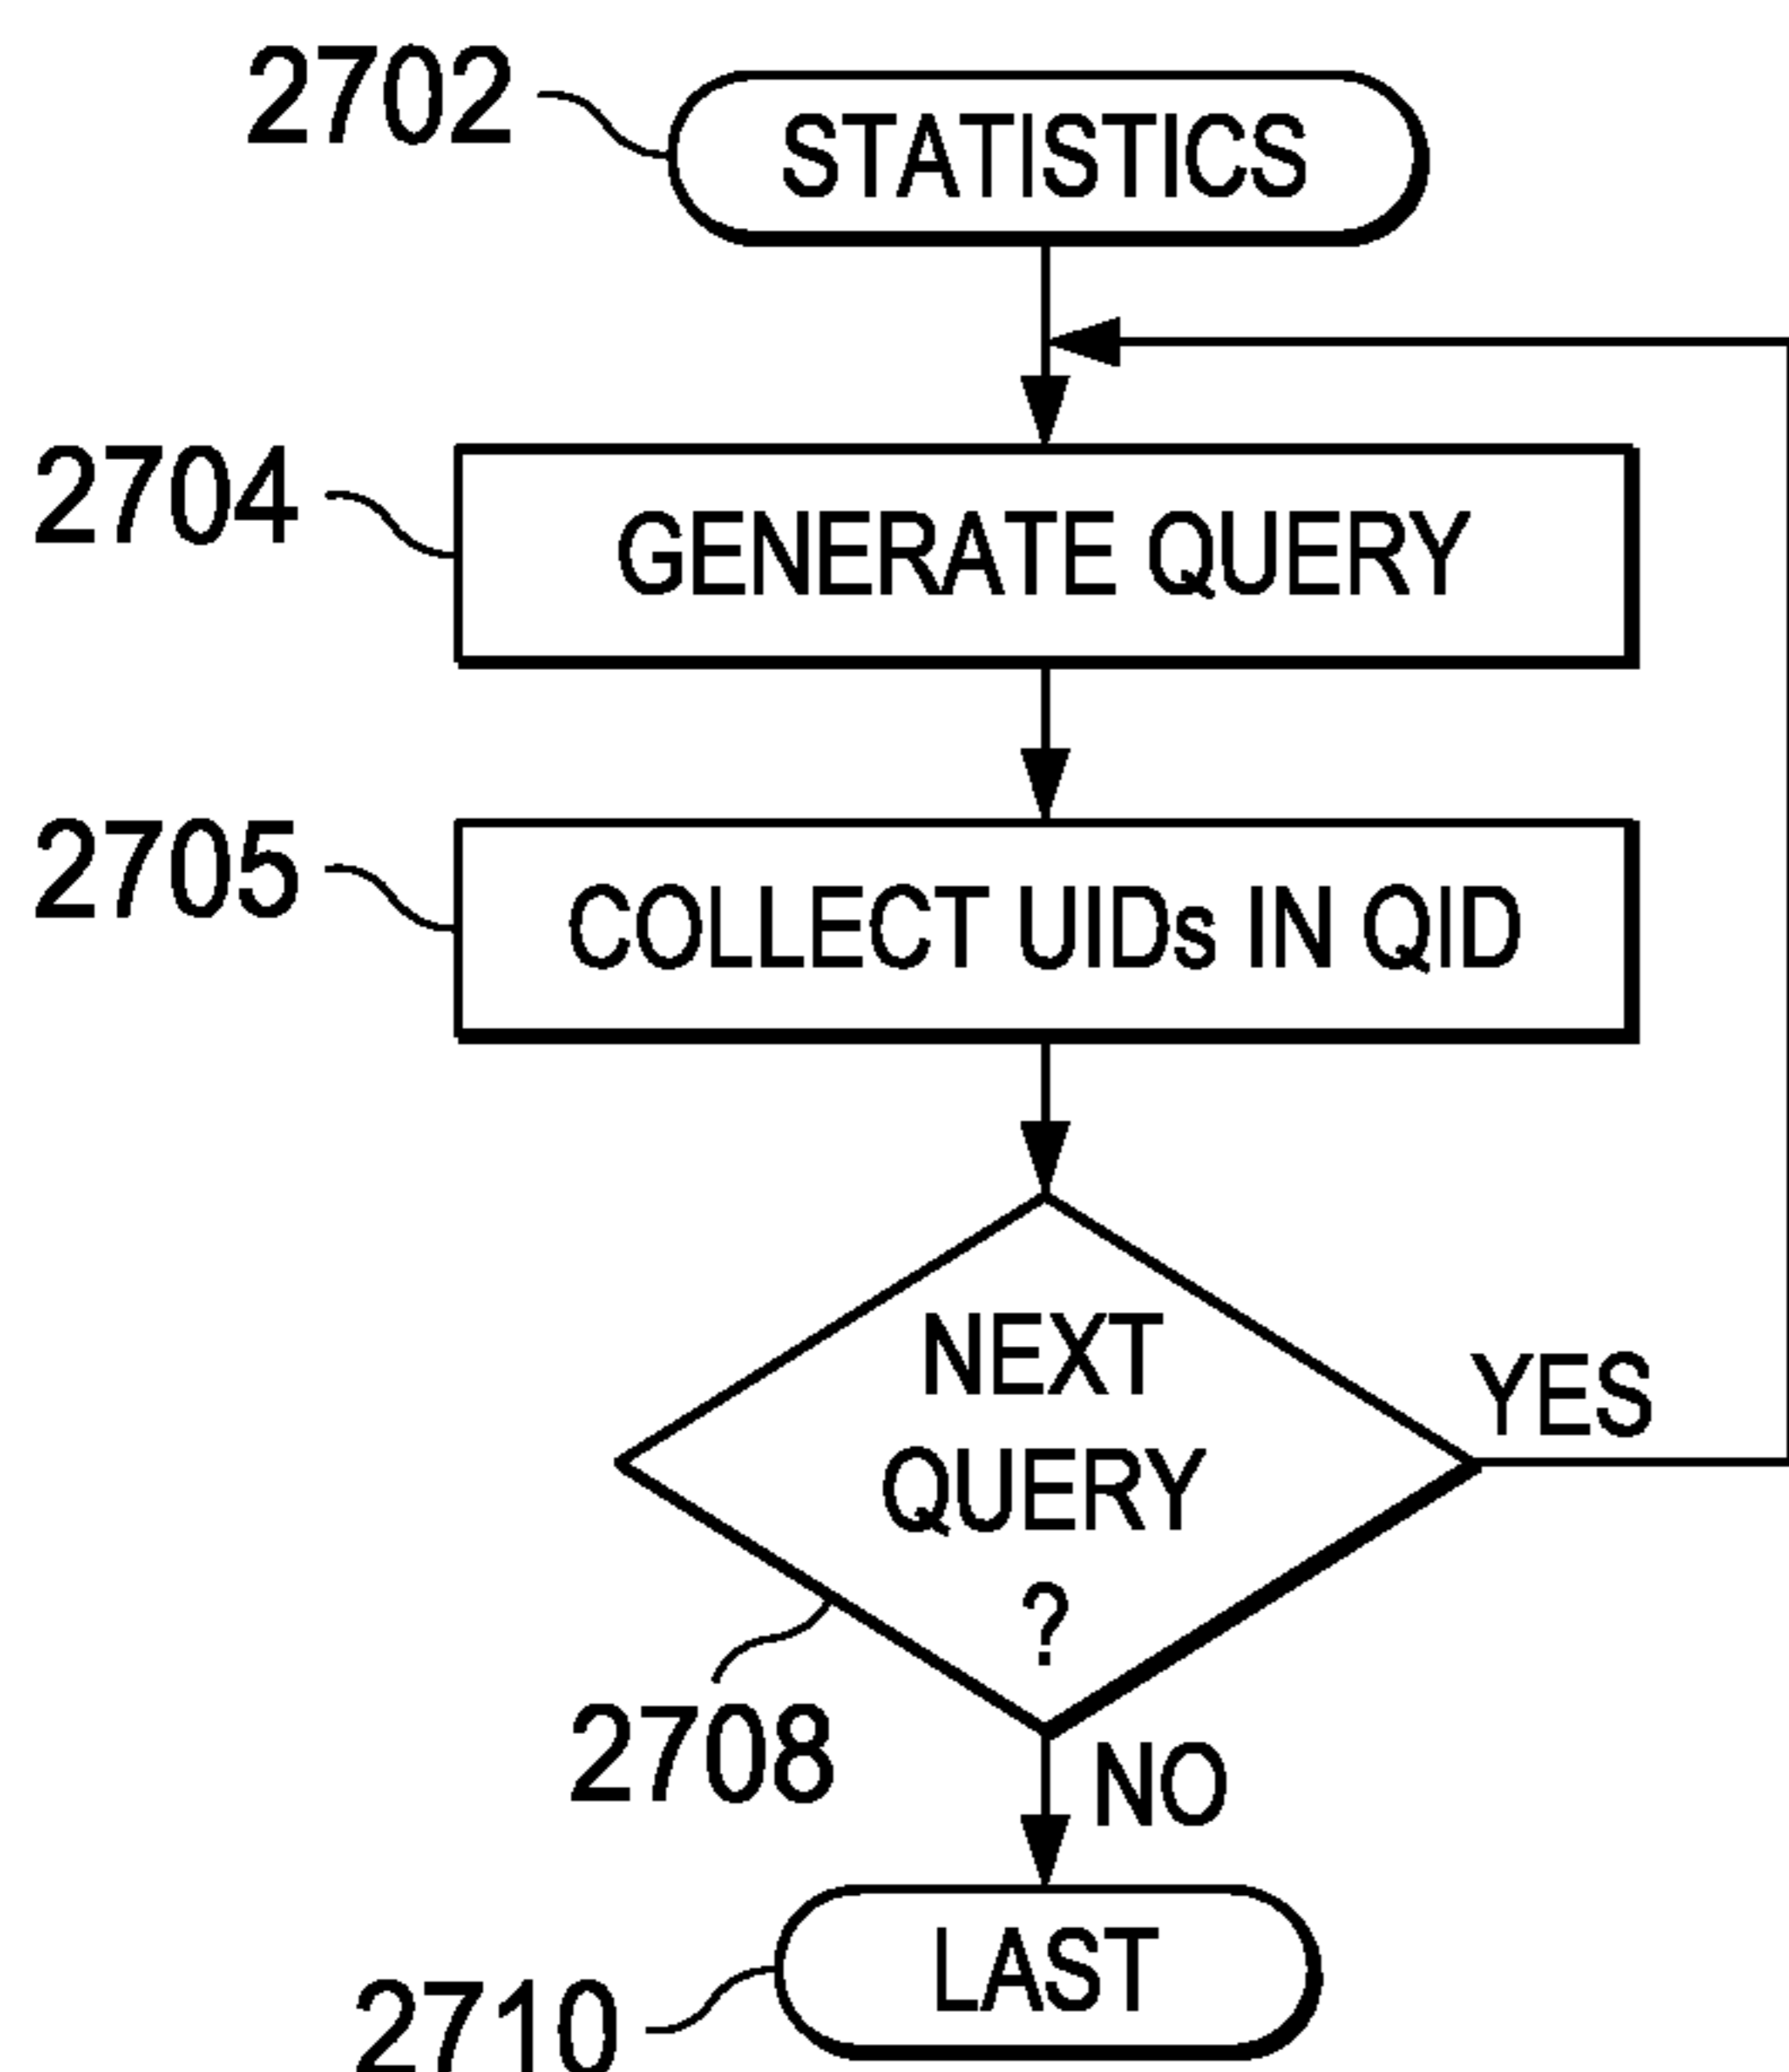 2702
STATISTICS
2704
GENERATE QUERY
2705
COLLECT UIDs IN QID
NEXT
QUERY
?
YES
2708
NO
LAST
2710